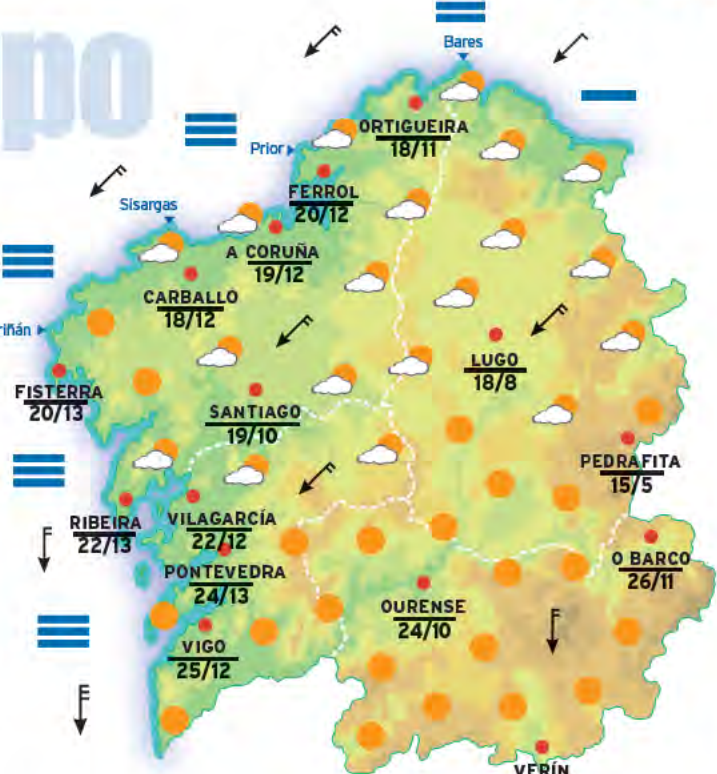 po
Bares
ORTIGUEIRA
18/11
Prior
FERROL
20/12
Sisargas
A CORUÑA
19/12
CARBALLO
18/12
riñán
LUGO
18/8
FISTERRA
20/13
SANTIAGO
19/10
PEDRAFITA
15/5
RIBEIRA
22/13
VILAGARCÍA
22/12
O BARCO
26/11
PONTEVEDRA
24/13
OURENSE
24/10
VIGO
25/12
VERÍN